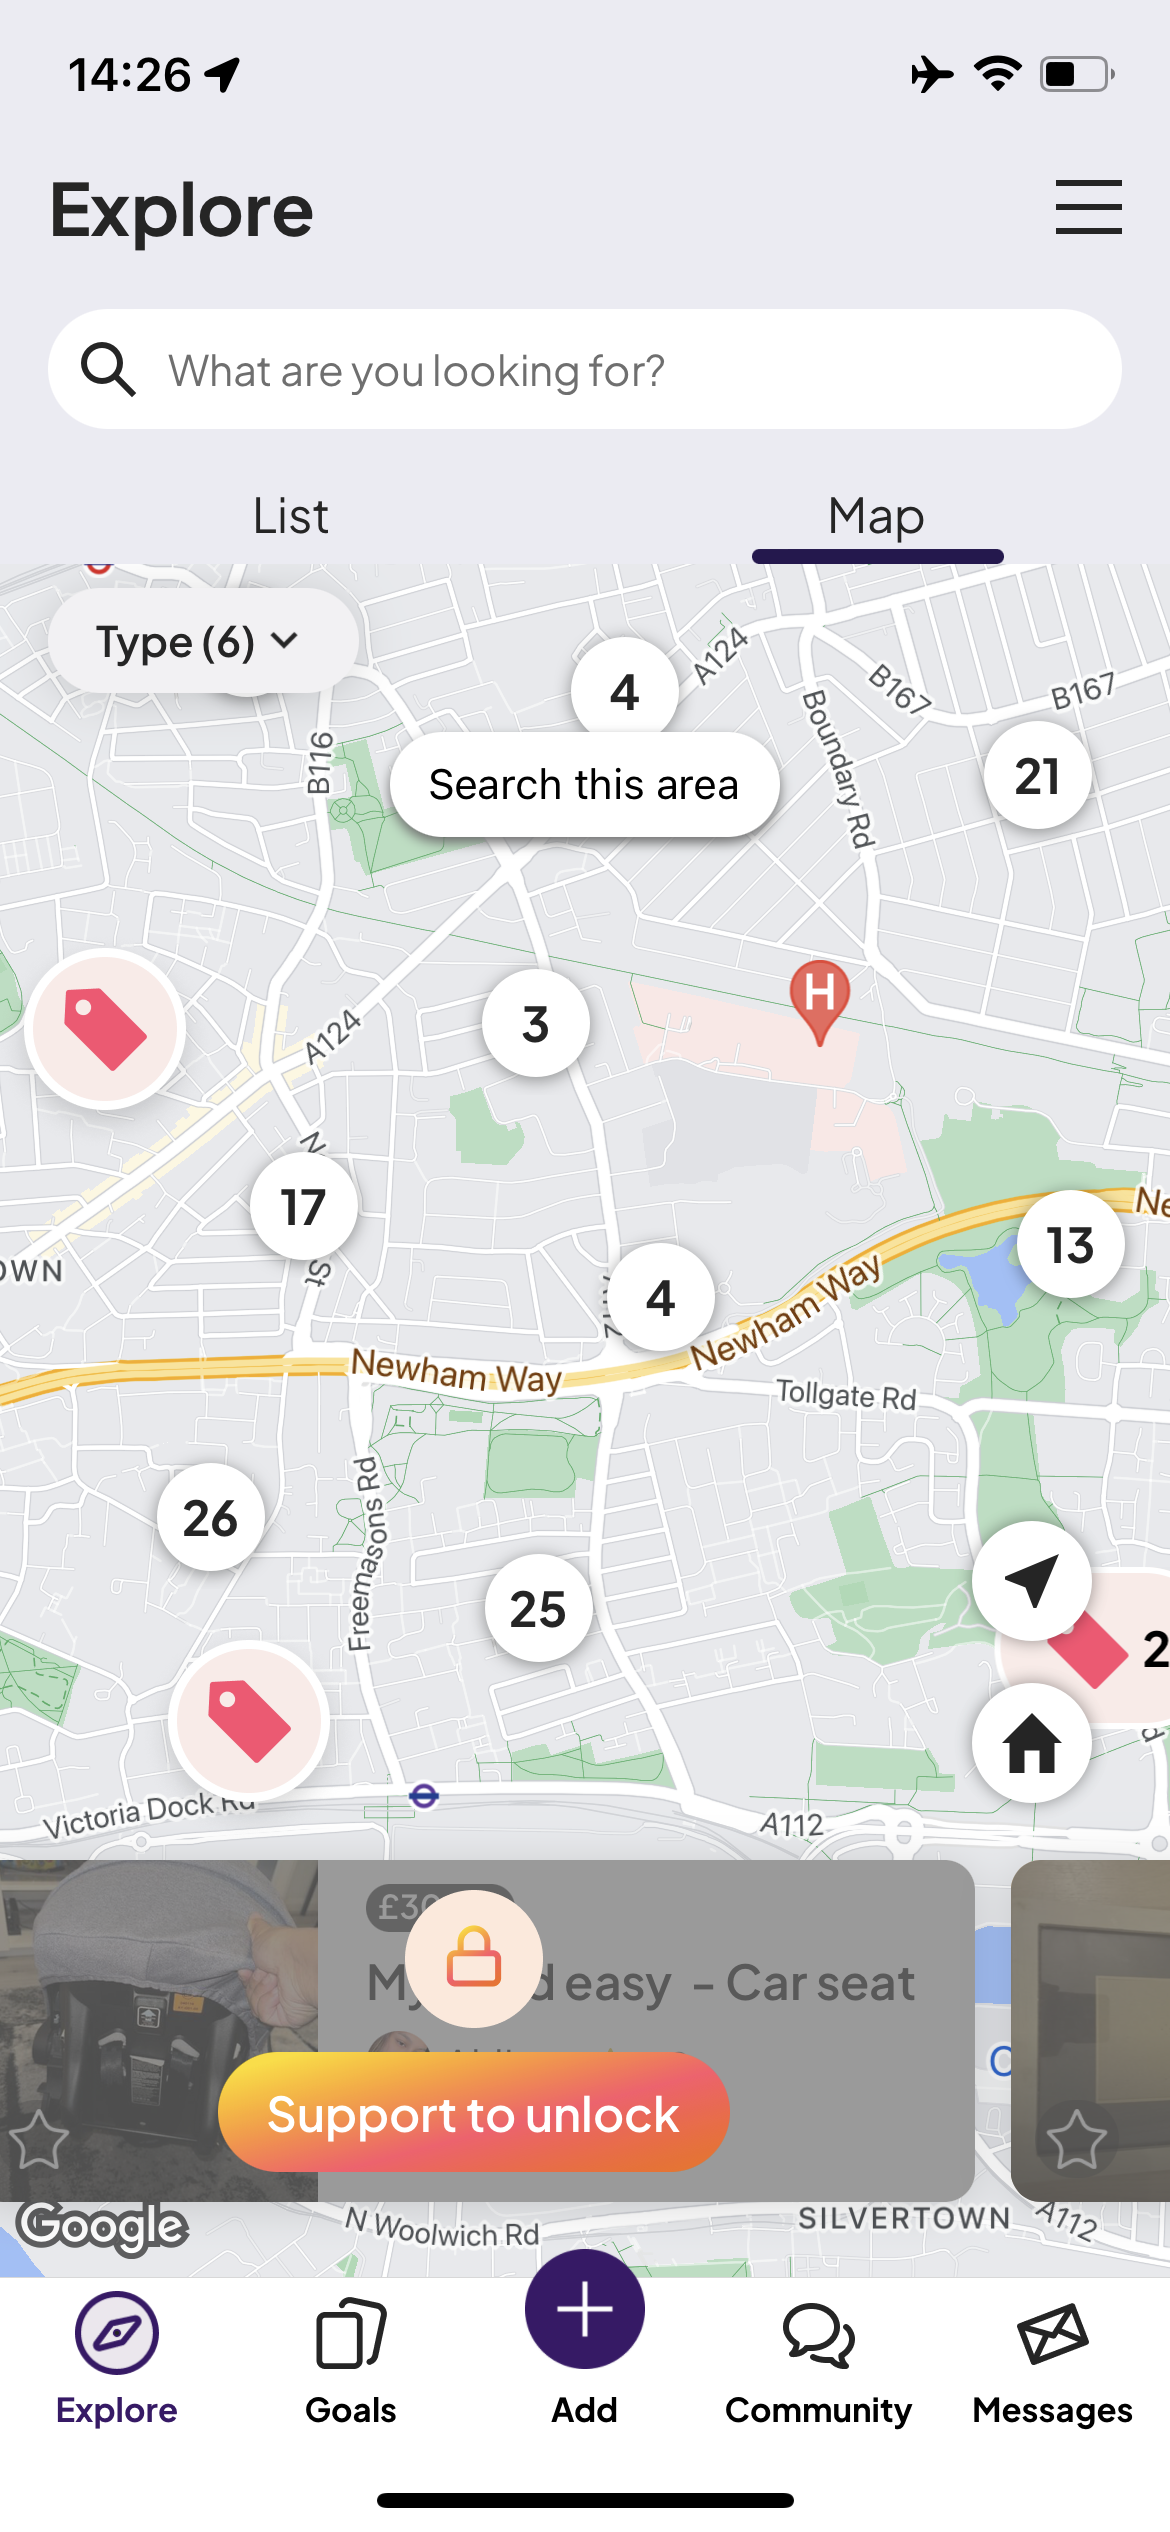 14:26
Explore
What are you looking for?
List
Map
Type (6)
4
A124
B167
B167
B116
Boundary Rd
21
Search this area
H
3
A124
N
17
St
13
4
Newham Way
Newham Way
Tollgate Rd
26
Freemasons Rd
25
2
Victoria Dock Rd
A112
easy - Car seat
Support to unlock
Google
N Woolwich Rd
SILVERTOWN
A112
Explore
Goals
Add
Community
Messages